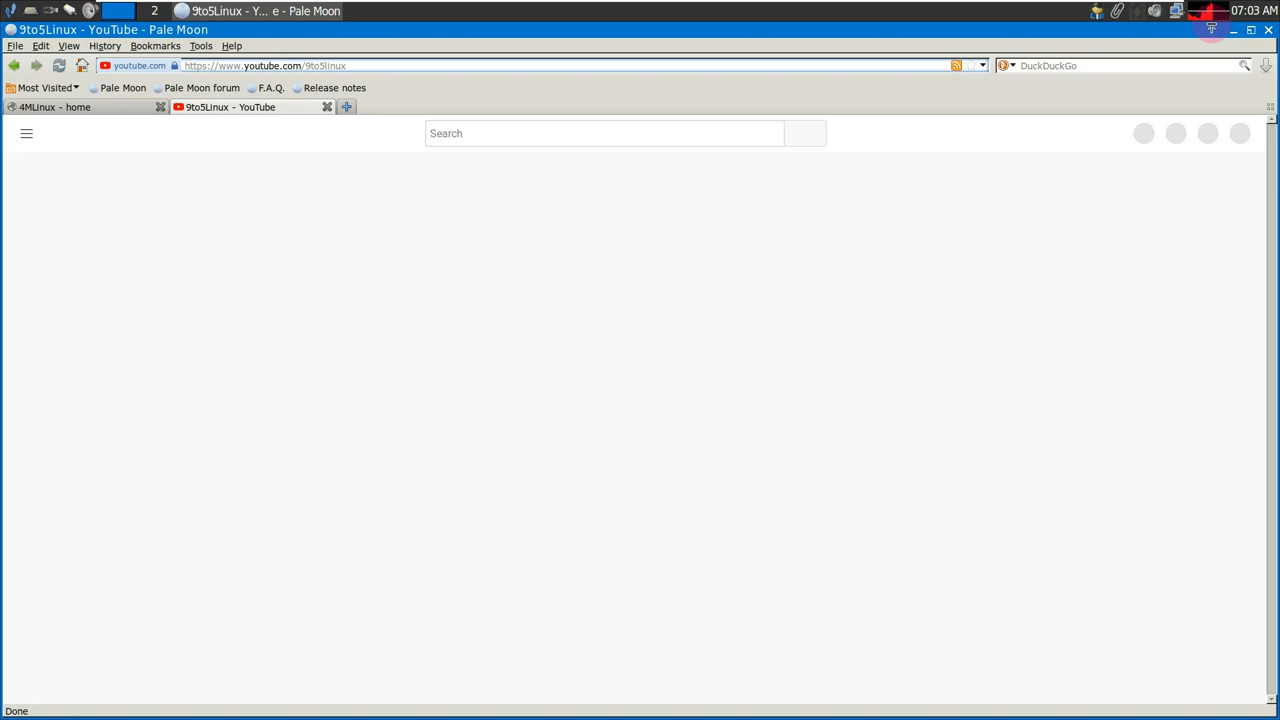 2 9to5Linux - Y... e - Pale Moon 07:03 AM
9to5Linux - YouTube - Pale Moon
File Edit View History Bookmarks Tools Help
youtube.com https://www.youtube.com/9to5linux DuckDuckGo
Most Visited Pale Moon Pale Moon forum F.A.Q. Release notes
4MLinux - home 9to5Linux - YouTube
Search
Done